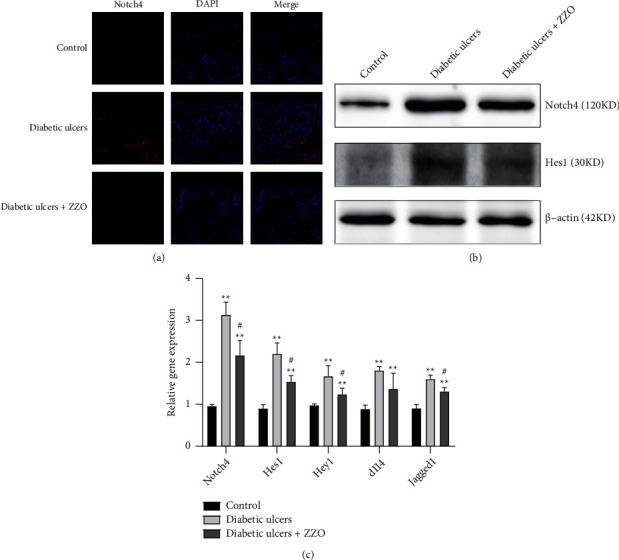 Notch4 DAPI Merge
Control
Diabetic ulcers
Diabetic ulcers + ZZO
(a)
Control Diabetic ulcers Diabetic ulcers + ZZO
Notch4 (120KD)
Hes1 (30KD)
β–actin (42KD)
(b)
Relative gene expression
4
3
2
1
0
** # **
** # **
** # **
** **
** # **
Notch4 Hes1 Hey1 dII4 Jagged1
Control
Diabetic ulcers
Diabetic ulcers + ZZO
(c)